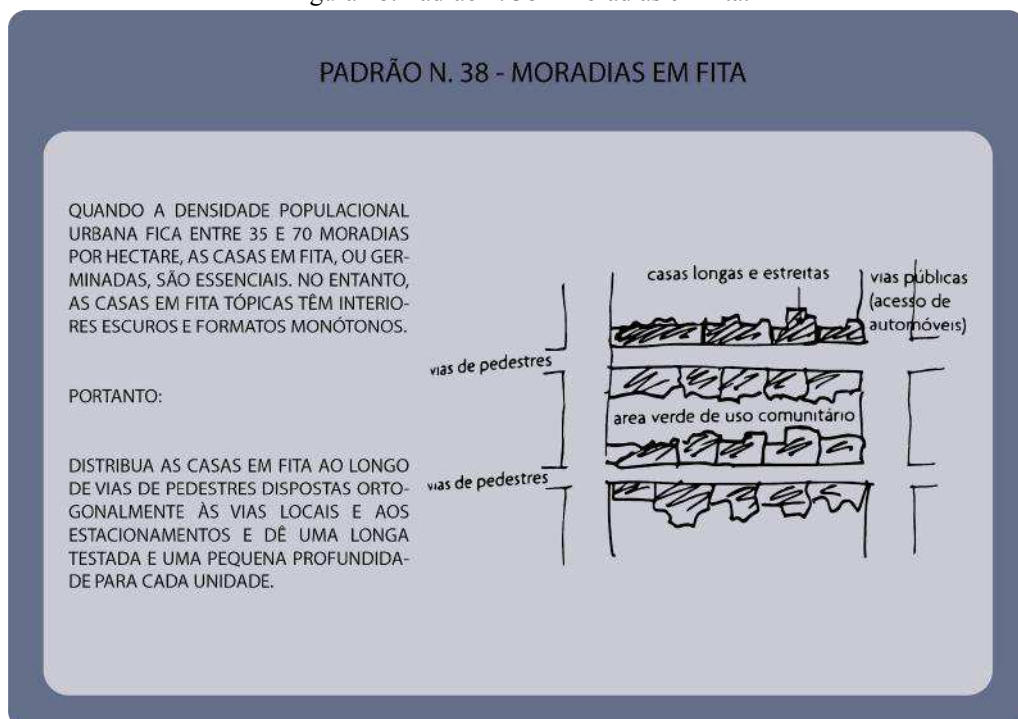 PADRÃO N. 38 - MORADIAS EM FITA
QUANDO A DENSIDADE POPULACIONAL
URBANA FICA ENTRE 35 E 70 MORADIAS
POR HECTARE, AS CASAS EM FITA, OU GER-
MINADAS, SÃO ESSENCIAIS. NO ENTANTO,
AS CASAS EM FITA TÓPICAS TÊM INTERIO-
RES ESCUROS E FORMATOS MONÓTONOS.
PORTANTO:
DISTRIBUA AS CASAS EM FITA AO LONGO
DE VIAS DE PEDESTRES DISPOSTAS ORTO-
GONALMENTE ÀS VIAS LOCAIS E AOS
ESTACIONAMENTOS E DÊ UMA LONGA
TESTADA E UMA PEQUENA PROFUNDIDA-
DE PARA CADA UNIDADE.
casas longas e estreitas
vias públicas
(acesso de
automóveis)
vias de pedestres
area verde de uso comunitário
vias de pedestres